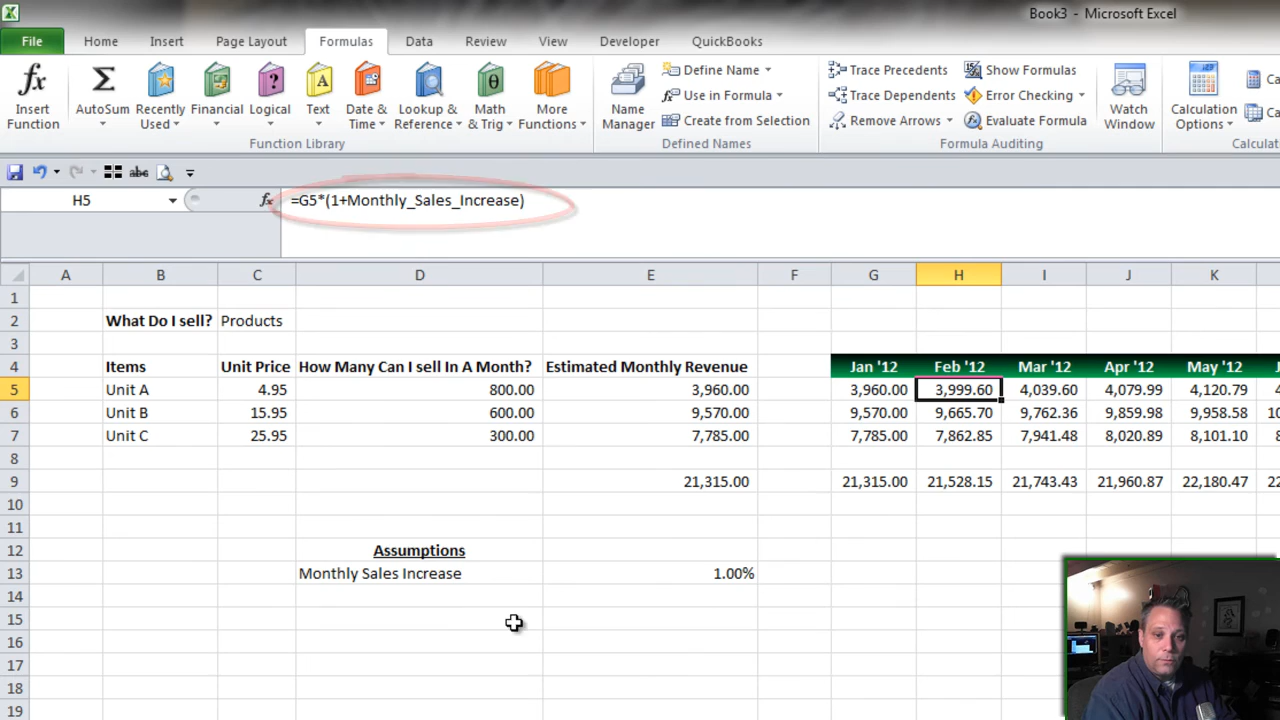 Book3 - Microsoft Excel
File Home Insert Page Layout Formulas Data Review View Developer QuickBooks
Insert Function
AutoSum
Recently Used
Financial
Logical
Text
Date & Time
Lookup & Reference
Math & Trig
More Functions
Function Library
Name Manager
Define Name
Use in Formula
Create from Selection
Defined Names
Trace Precedents
Trace Dependents
Remove Arrows
Show Formulas
Error Checking
Evaluate Formula
Formula Auditing
Watch Window
Calculation Options
Ca
Ca
Calculat
abc
H5 fx =G5*(1+Monthly_Sales_Increase)
A B C D E F G H I J K
1
2 What Do I sell? Products
3
4 Items Unit Price How Many Can I sell In A Month? Estimated Monthly Revenue Jan '12 Feb '12 Mar '12 Apr '12 May '12
5 Unit A 4.95 800.00 3,960.00 3,960.00 3,999.60 4,039.60 4,079.99 4,120.79
6 Unit B 15.95 600.00 9,570.00 9,570.00 9,665.70 9,762.36 9,859.98 9,958.58 10
7 Unit C 25.95 300.00 7,785.00 7,785.00 7,862.85 7,941.48 8,020.89 8,101.10
8
9 21,315.00 21,315.00 21,528.15 21,743.43 21,960.87 22,180.47 22
10
11
12 Assumptions
13 Monthly Sales Increase 1.00%
14
15
16
17
18
19